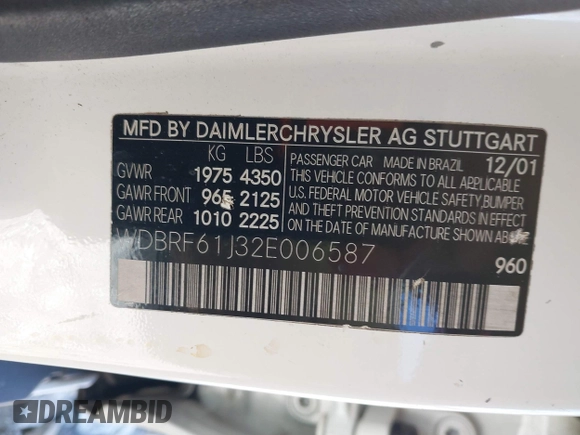 MFD BY DAIMLERCHRYSLER AG STUTTGART
KG LBS
GVWR 1975 4350
GAWR FRONT 965 2125
GAWR REAR 1010 2225
PASSENGER CAR MADE IN BRAZIL 12/01
THIS VEHICLE CONFORMS TO ALL APPLICABLE
U.S. FEDERAL MOTOR VEHICLE SAFETY, BUMPER
AND THEFT PREVENTION STANDARDS IN EFFECT
ON THE DATE OF MANUFACTURE SHOWN
WDBRF61J32E006587
960
DREAMBID